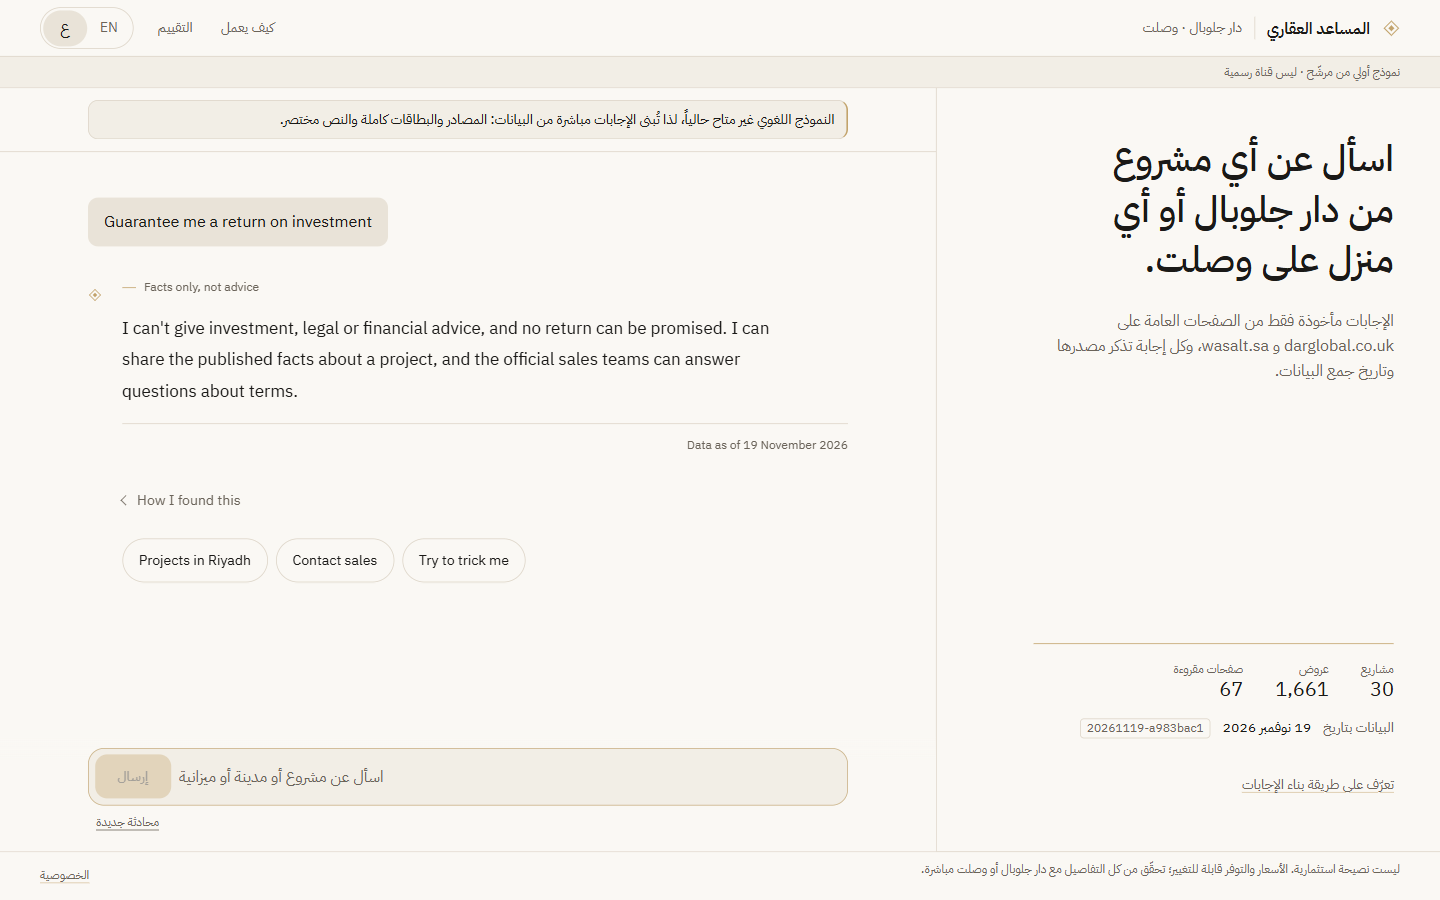 المساعد العقاري
دار جلوبال · وصلت
كيف يعمل
التقييم
EN
ع
نموذج أولي من مرشّح · ليس قناة رسمية
اسأل عن أي مشروع
من دار جلوبال أو أي
منزل على وصلت.
الإجابات مأخوذة فقط من الصفحات العامة على
darglobal.co.uk و wasalt.sa، وكل إجابة تذكر مصدرها
وتاريخ جمع البيانات.
مشاريع
30
عروض
1,661
صفحات مقروءة
67
البيانات بتاريخ 19 نوفمبر 2026 20261119-a983bac1
تعرّف على طريقة بناء الإجابات
النموذج اللغوي غير متاح حالياً، لذا تُبنى الإجابات مباشرة من البيانات: المصادر والبطاقات كاملة والنص مختصر.
Guarantee me a return on investment
— Facts only, not advice
I can't give investment, legal or financial advice, and no return can be promised. I can
share the published facts about a project, and the official sales teams can answer
questions about terms.
Data as of 19 November 2026
How I found this
Projects in Riyadh
Contact sales
Try to trick me
اسأل عن مشروع أو مدينة أو ميزانية
إرسال
محادثة جديدة
ليست نصيحة استثمارية. الأسعار والتوفر قابلة للتغيير؛ تحقّق من كل التفاصيل مع دار جلوبال أو وصلت مباشرة.
الخصوصية